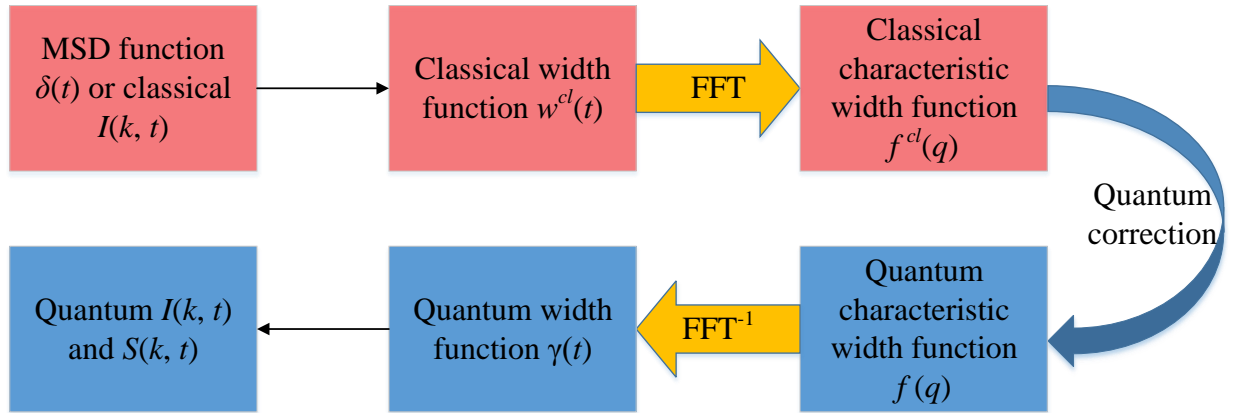 MSD function
δ(t) or classical
I(k, t)
Classical width
function w^cl(t)
FFT
Classical
characteristic
width function
f^cl(q)
Quantum
correction
Quantum
characteristic
width function
f (q)
FFT^-1
Quantum width
function γ(t)
Quantum I(k, t)
and S(k, t)